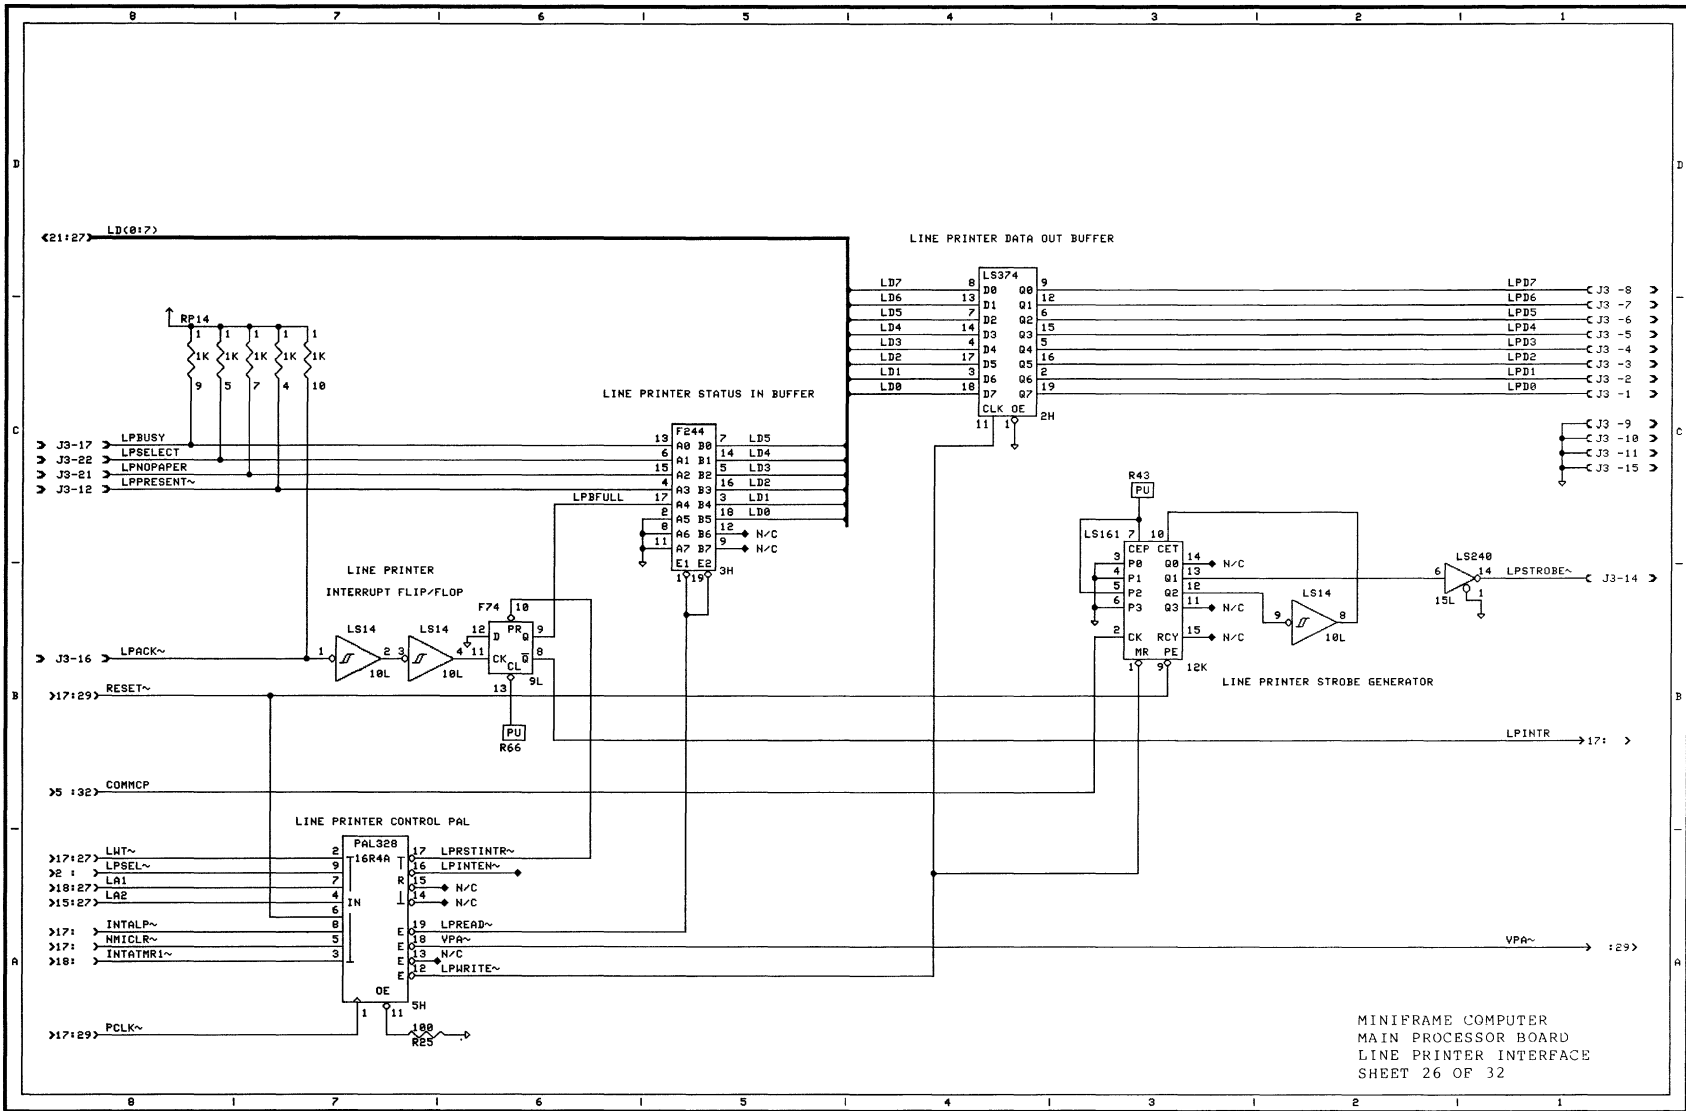 8 7 6 5 4 3 2 1
D
<21:27> LD(0:7)
LINE PRINTER DATA OUT BUFFER
LS374
LD7 8 D0 Q0 9 LPD7 J3 -8
LD6 13 D1 Q1 12 LPD6 J3 -7
LD5 7 D2 Q2 6 LPD5 J3 -6
LD4 14 D3 Q3 15 LPD4 J3 -5
LD3 4 D4 Q4 5 LPD3 J3 -4
LD2 17 D5 Q5 16 LPD2 J3 -3
LD1 3 D6 Q6 2 LPD1 J3 -2
LD0 18 D7 Q7 19 LPD0 J3 -1
CLK OE 2H
11 1
RP14
1 1 1 1 1
1K 1K 1K 1K 1K
9 5 7 4 10
LINE PRINTER STATUS IN BUFFER
C
J3 -9
J3 -10
J3 -11
J3 -15
F244
J3-17 LPBUSY 13 A0 B0 7 LD5
J3-22 LPSELECT 6 A1 B1 14 LD4
J3-21 LPNOPAPER 15 A2 B2 5 LD3
J3-12 LPPRESENT~ 4 A3 B3 16 LD2
LPBFULL 17 A4 B4 3 LD1
2 A5 B5 18 LD0
8 A6 B6 12 N/C
11 A7 B7 9 N/C
E1 E2
1 19 3H
R43
PU
LS161 7 10
CEP CET
3 P0 Q0 14 N/C
4 P1 Q1 13
5 P2 Q2 12
6 P3 Q3 11 N/C
2 CK RCY 15 N/C
MR PE
1 9 12K
LINE PRINTER STROBE GENERATOR
LS14
9 8
10L
LS240
6 14 LPSTROBE~ J3-14
15L 1
LINE PRINTER
INTERRUPT FLIP/FLOP
F74 10
12 D PR Q 9
11 CK Q 8
CL
13 9L
PU
R66
LS14 LS14
J3-16 LPACK~ 1 2 3 4
10L 10L
B
>17:29> RESET~
LPINTR 17: >
>5 :32> COMMCP
LINE PRINTER CONTROL PAL
PAL328
16R4A
>17:27> LWT~ 2 17 LPRSTINTR~
>2 : > LPSEL~ 9 16 LPINTEN~
>18:27> LA1 7 R 15 N/C
>15:27> LA2 4 IN 14 N/C
6
>17: > INTALP~ 8 E 19 LPREAD~
>17: > NMICLR~ 5 E 18 VPA~ VPA~ :29>
>18: > INTATMR1~ 3 E 13 N/C
E 12 LPWRITE~
OE
1 11 5H
>17:29> PCLK~
100
R25
A
MINIFRAME COMPUTER
MAIN PROCESSOR BOARD
LINE PRINTER INTERFACE
SHEET 26 OF 32
8 7 6 5 4 3 2 1